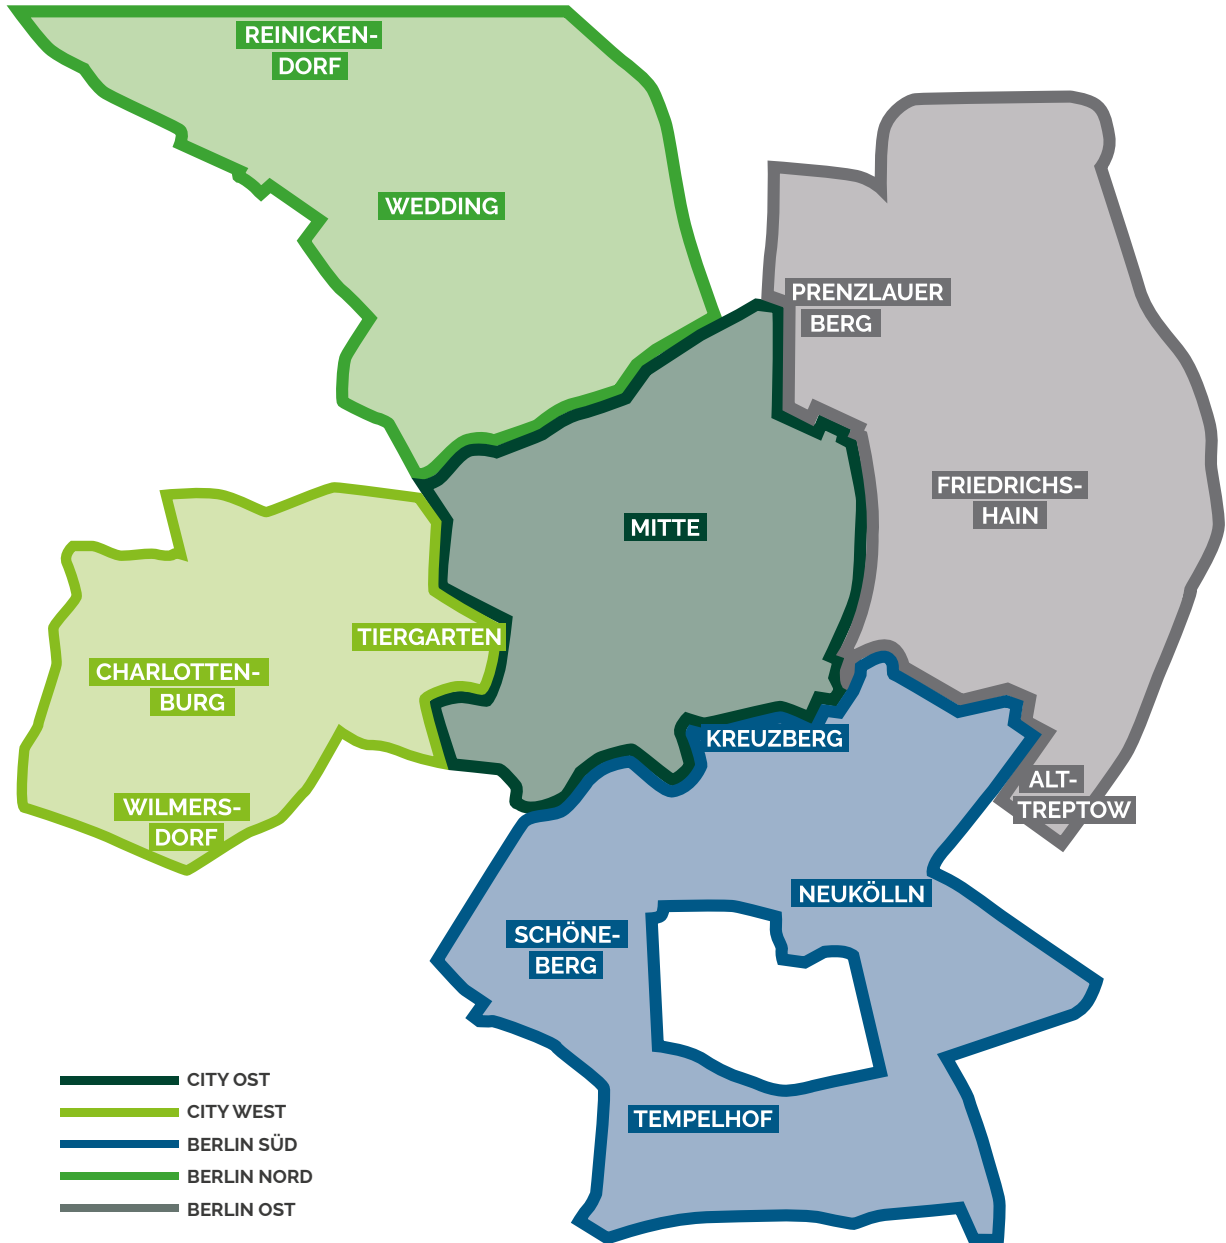 REINICKEN-
DORF
WEDDING
PRENZLAUER
BERG
FRIEDRICHS-
HAIN
MITTE
TIERGARTEN
CHARLOTTEN-
BURG
KREUZBERG
WILMERS-
DORF
ALT-
TREPTOW
NEUKÖLLN
SCHÖNE-
BERG
TEMPELHOF
CITY OST
CITY WEST
BERLIN SÜD
BERLIN NORD
BERLIN OST